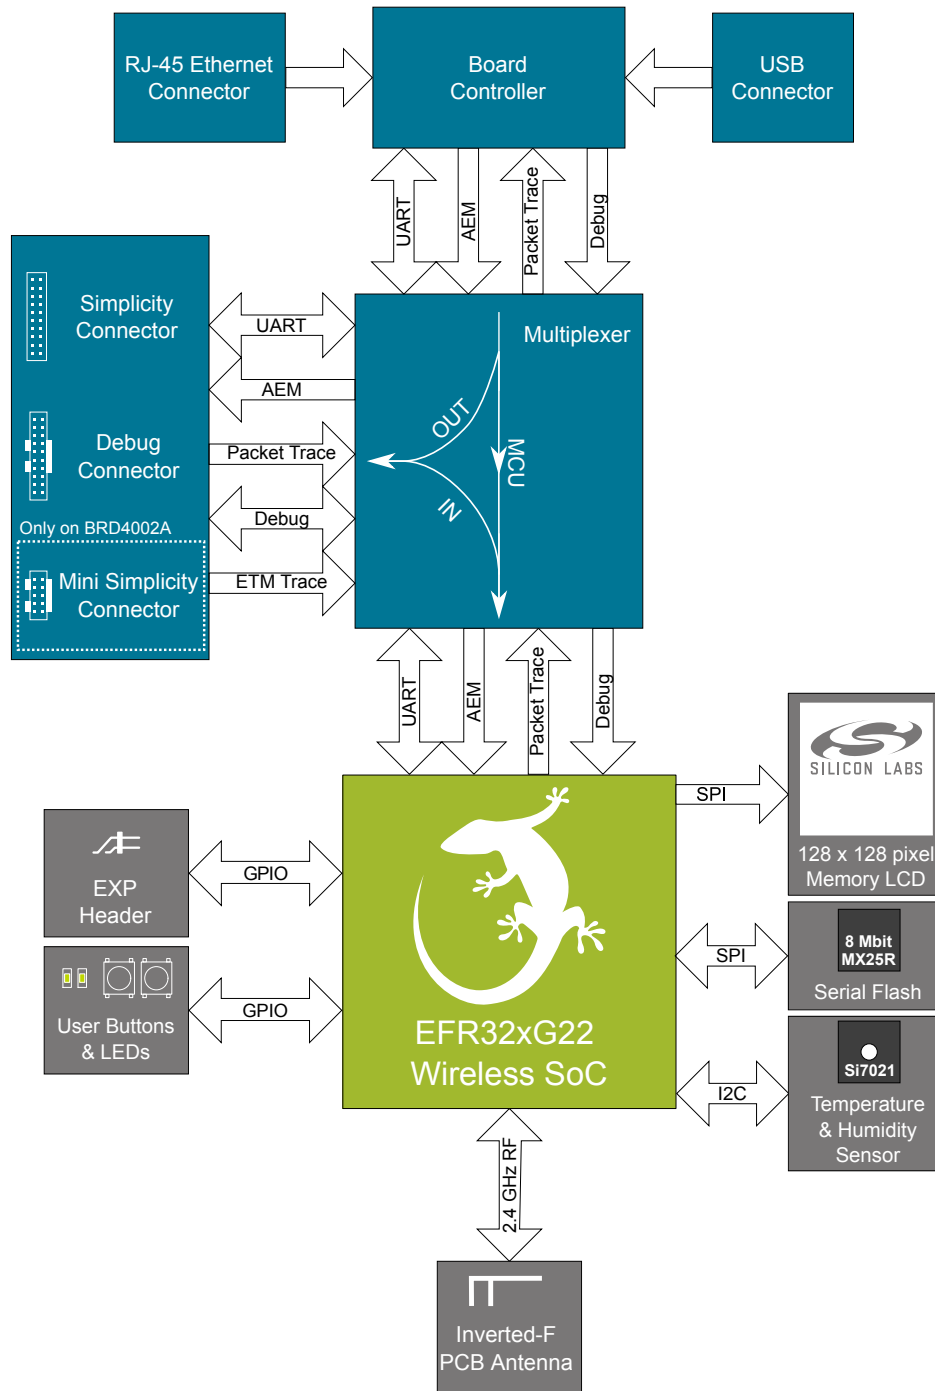 RJ-45 Ethernet
Connector
Board
Controller
USB
Connector
UART
AEM
Packet Trace
Debug
Simplicity
Connector
Debug
Connector
Only on BRD4002A
Mini Simplicity
Connector
UART
AEM
Packet Trace
Debug
ETM Trace
Multiplexer
OUT
MCU
IN
UART
AEM
Packet Trace
Debug
EXP
Header
GPIO
User Buttons
& LEDs
GPIO
EFR32xG22
Wireless SoC
SPI
SILICON LABS
128 x 128 pixel
Memory LCD
SPI
8 Mbit
MX25R
Serial Flash
I2C
Si7021
Temperature
& Humidity
Sensor
2.4 GHz RF
Inverted-F
PCB Antenna